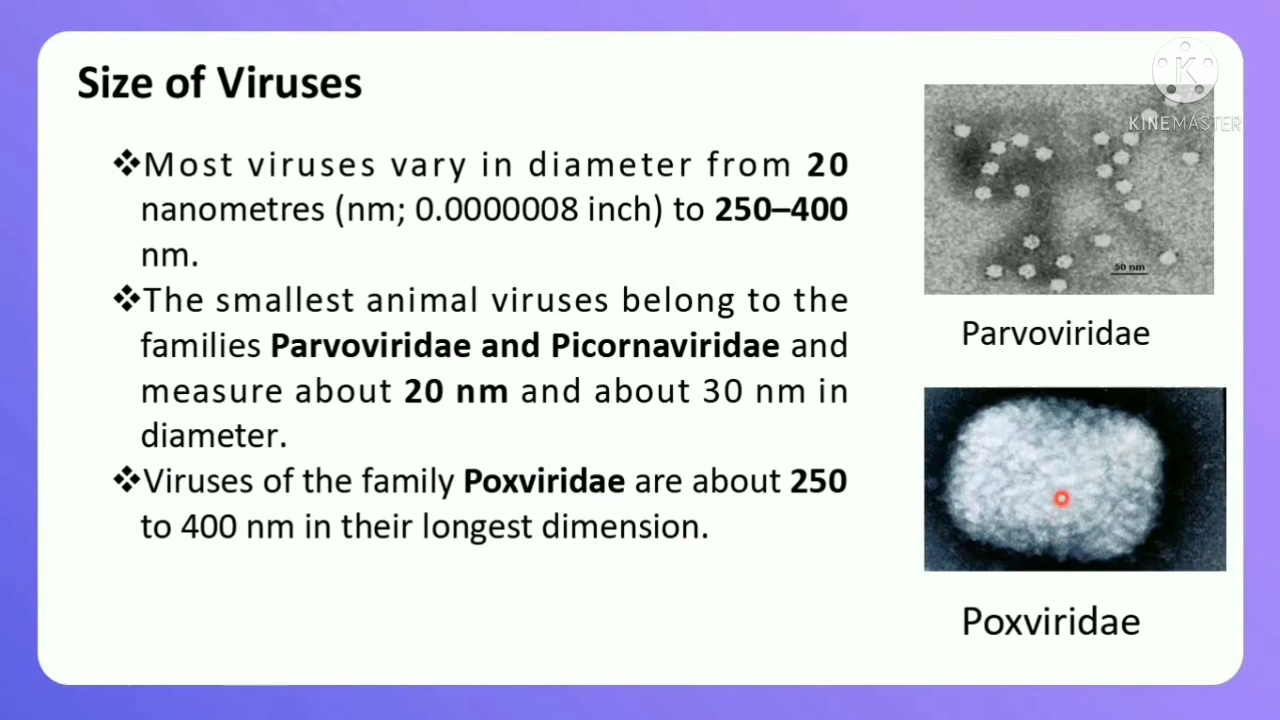 Size of Viruses
❖Most viruses vary in diameter from 20
nanometres (nm; 0.0000008 inch) to 250–400
nm.
❖The smallest animal viruses belong to the
families Parvoviridae and Picornaviridae and
measure about 20 nm and about 30 nm in
diameter.
❖Viruses of the family Poxviridae are about 250
to 400 nm in their longest dimension.
K
KINEMASTER
50 nm
Parvoviridae
Poxviridae